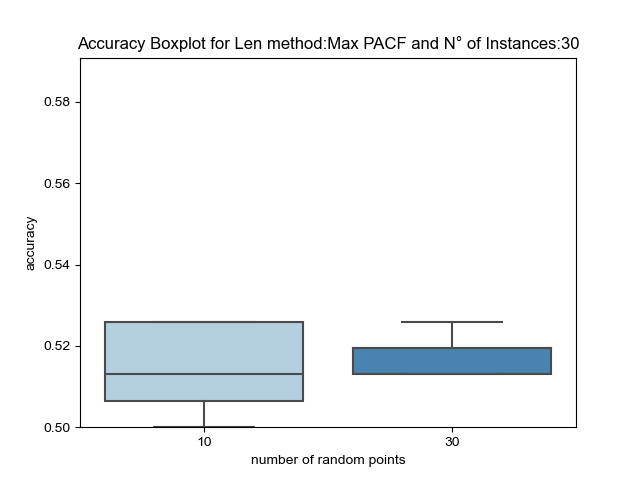 Accuracy Boxplot for Len method:Max PACF and N° of Instances:30
0.58
0.56
0.54
0.52
0.50
accuracy
10
30
number of random points